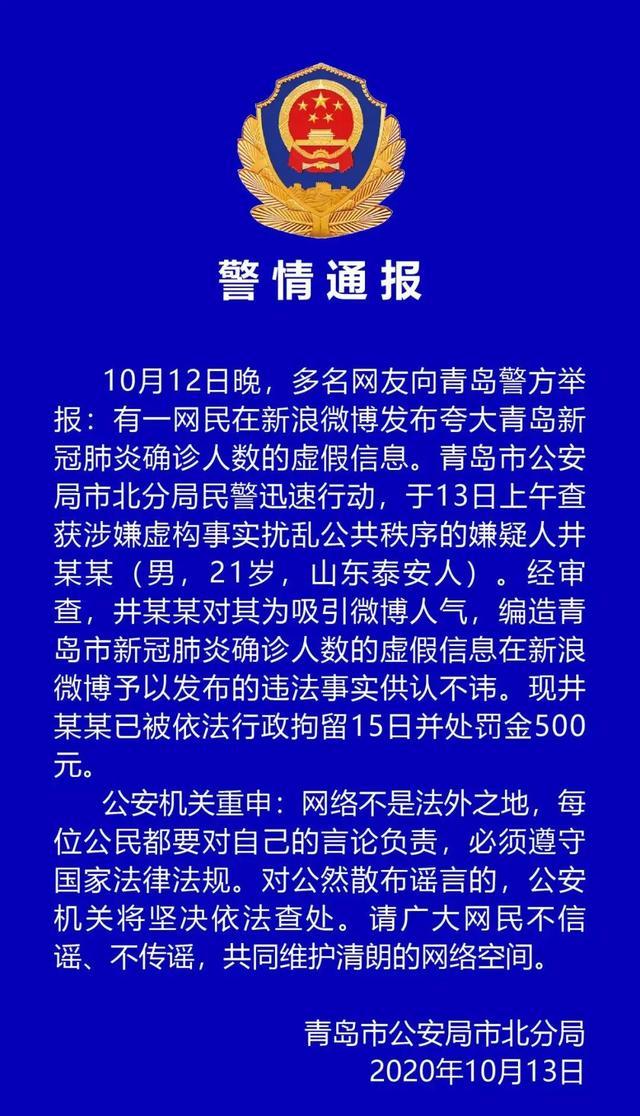 警情通报
10月12日晚，多名网友向青岛警方举
报：有一网民在新浪微博发布夸大青岛新
冠肺炎确诊人数的虚假信息。青岛市公安
局市北分局民警迅速行动，于13日上午查
获涉嫌虚构事实扰乱公共秩序的嫌疑人井
某某（男，21岁，山东泰安人）。经审
查，井某某对其为吸引微博人气，编造青
岛市新冠肺炎确诊人数的虚假信息在新浪
微博予以发布的违法事实供认不讳。现井
某某已被依法行政拘留15日并处罚金500
元。
公安机关重申：网络不是法外之地，每
位公民都要对自己的言论负责，必须遵守
国家法律法规。对公然散布谣言的，公安
机关将坚决依法查处。请广大网民不信
谣、不传谣，共同维护清朗的网络空间。
青岛市公安局市北分局
2020年10月13日